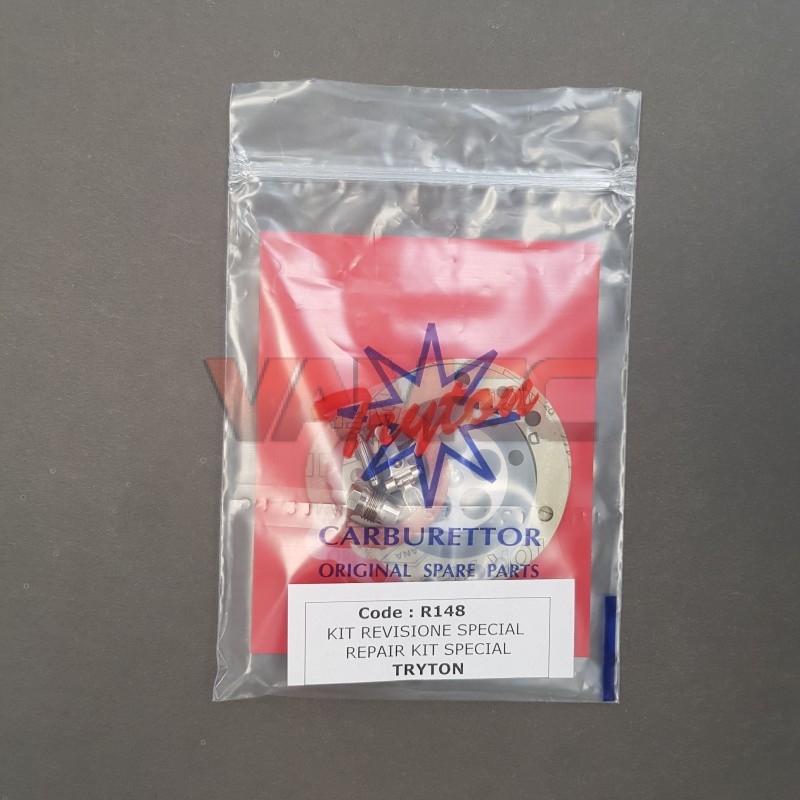 Tryton
CARBURETTOR
ORIGINAL SPARE PARTS
Code : R148
KIT REVISIONE SPECIAL
REPAIR KIT SPECIAL
TRYTON